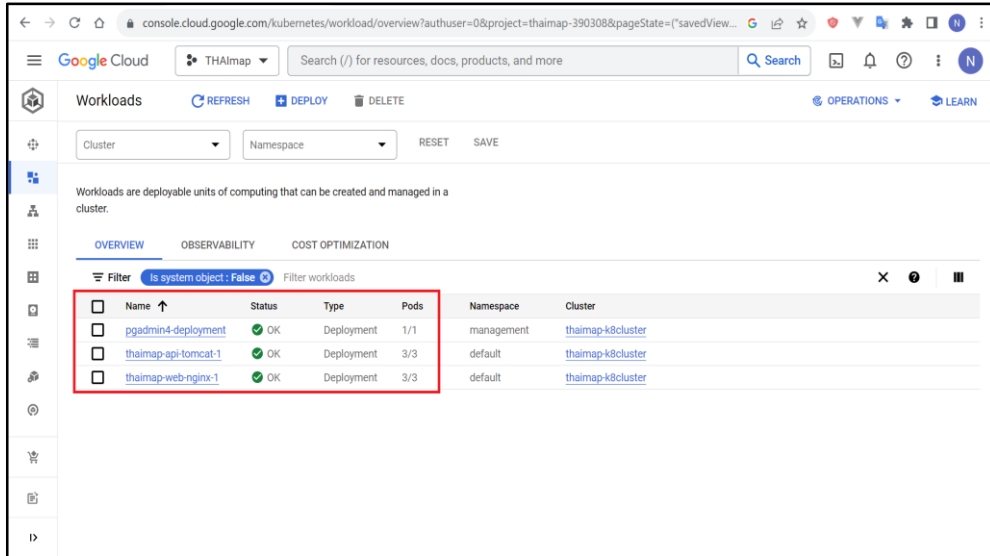 console.cloud.google.com/kubernetes/workload/overview?authuser=0&project=thaimap-390308&pageState=("savedView...
Google Cloud
THAImap
Search (/) for resources, docs, products, and more
Search
N
Workloads
REFRESH
DEPLOY
DELETE
OPERATIONS
LEARN
Cluster
Namespace
RESET
SAVE
Workloads are deployable units of computing that can be created and managed in a
cluster.
OVERVIEW
OBSERVABILITY
COST OPTIMIZATION
Filter Is system object : False Filter workloads
Name Status Type Pods Namespace Cluster
pgadmin4-deployment OK Deployment 1/1 management thaimap-k8cluster
thaimap-api-tomcat-1 OK Deployment 3/3 default thaimap-k8cluster
thaimap-web-nginx-1 OK Deployment 3/3 default thaimap-k8cluster